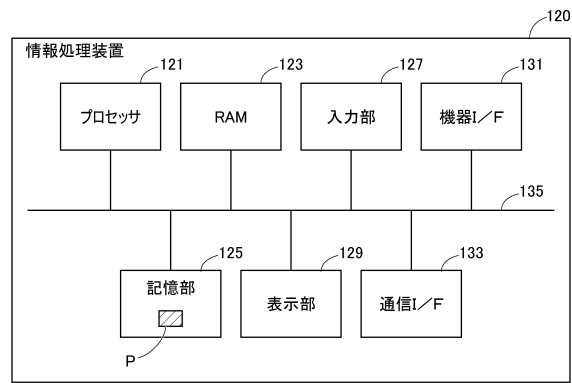 120
情報処理装置
121
123
127
131
プロセッサ
RAM
入力部
機器I／F
135
125
129
133
記憶部
表示部
通信I／F
P